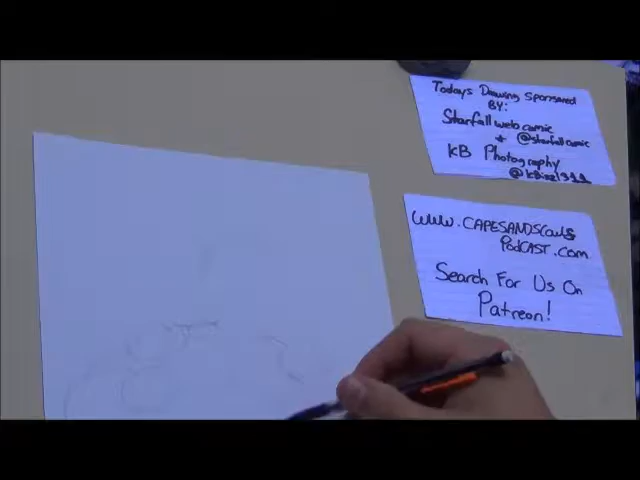 Todays Drawing Sponsored
BY:
Starfall web comic
+ @starfallcomic
KB Photography
www.CAPESANDSCowlS
PodCAST.com
Search For Us On
Patreon!